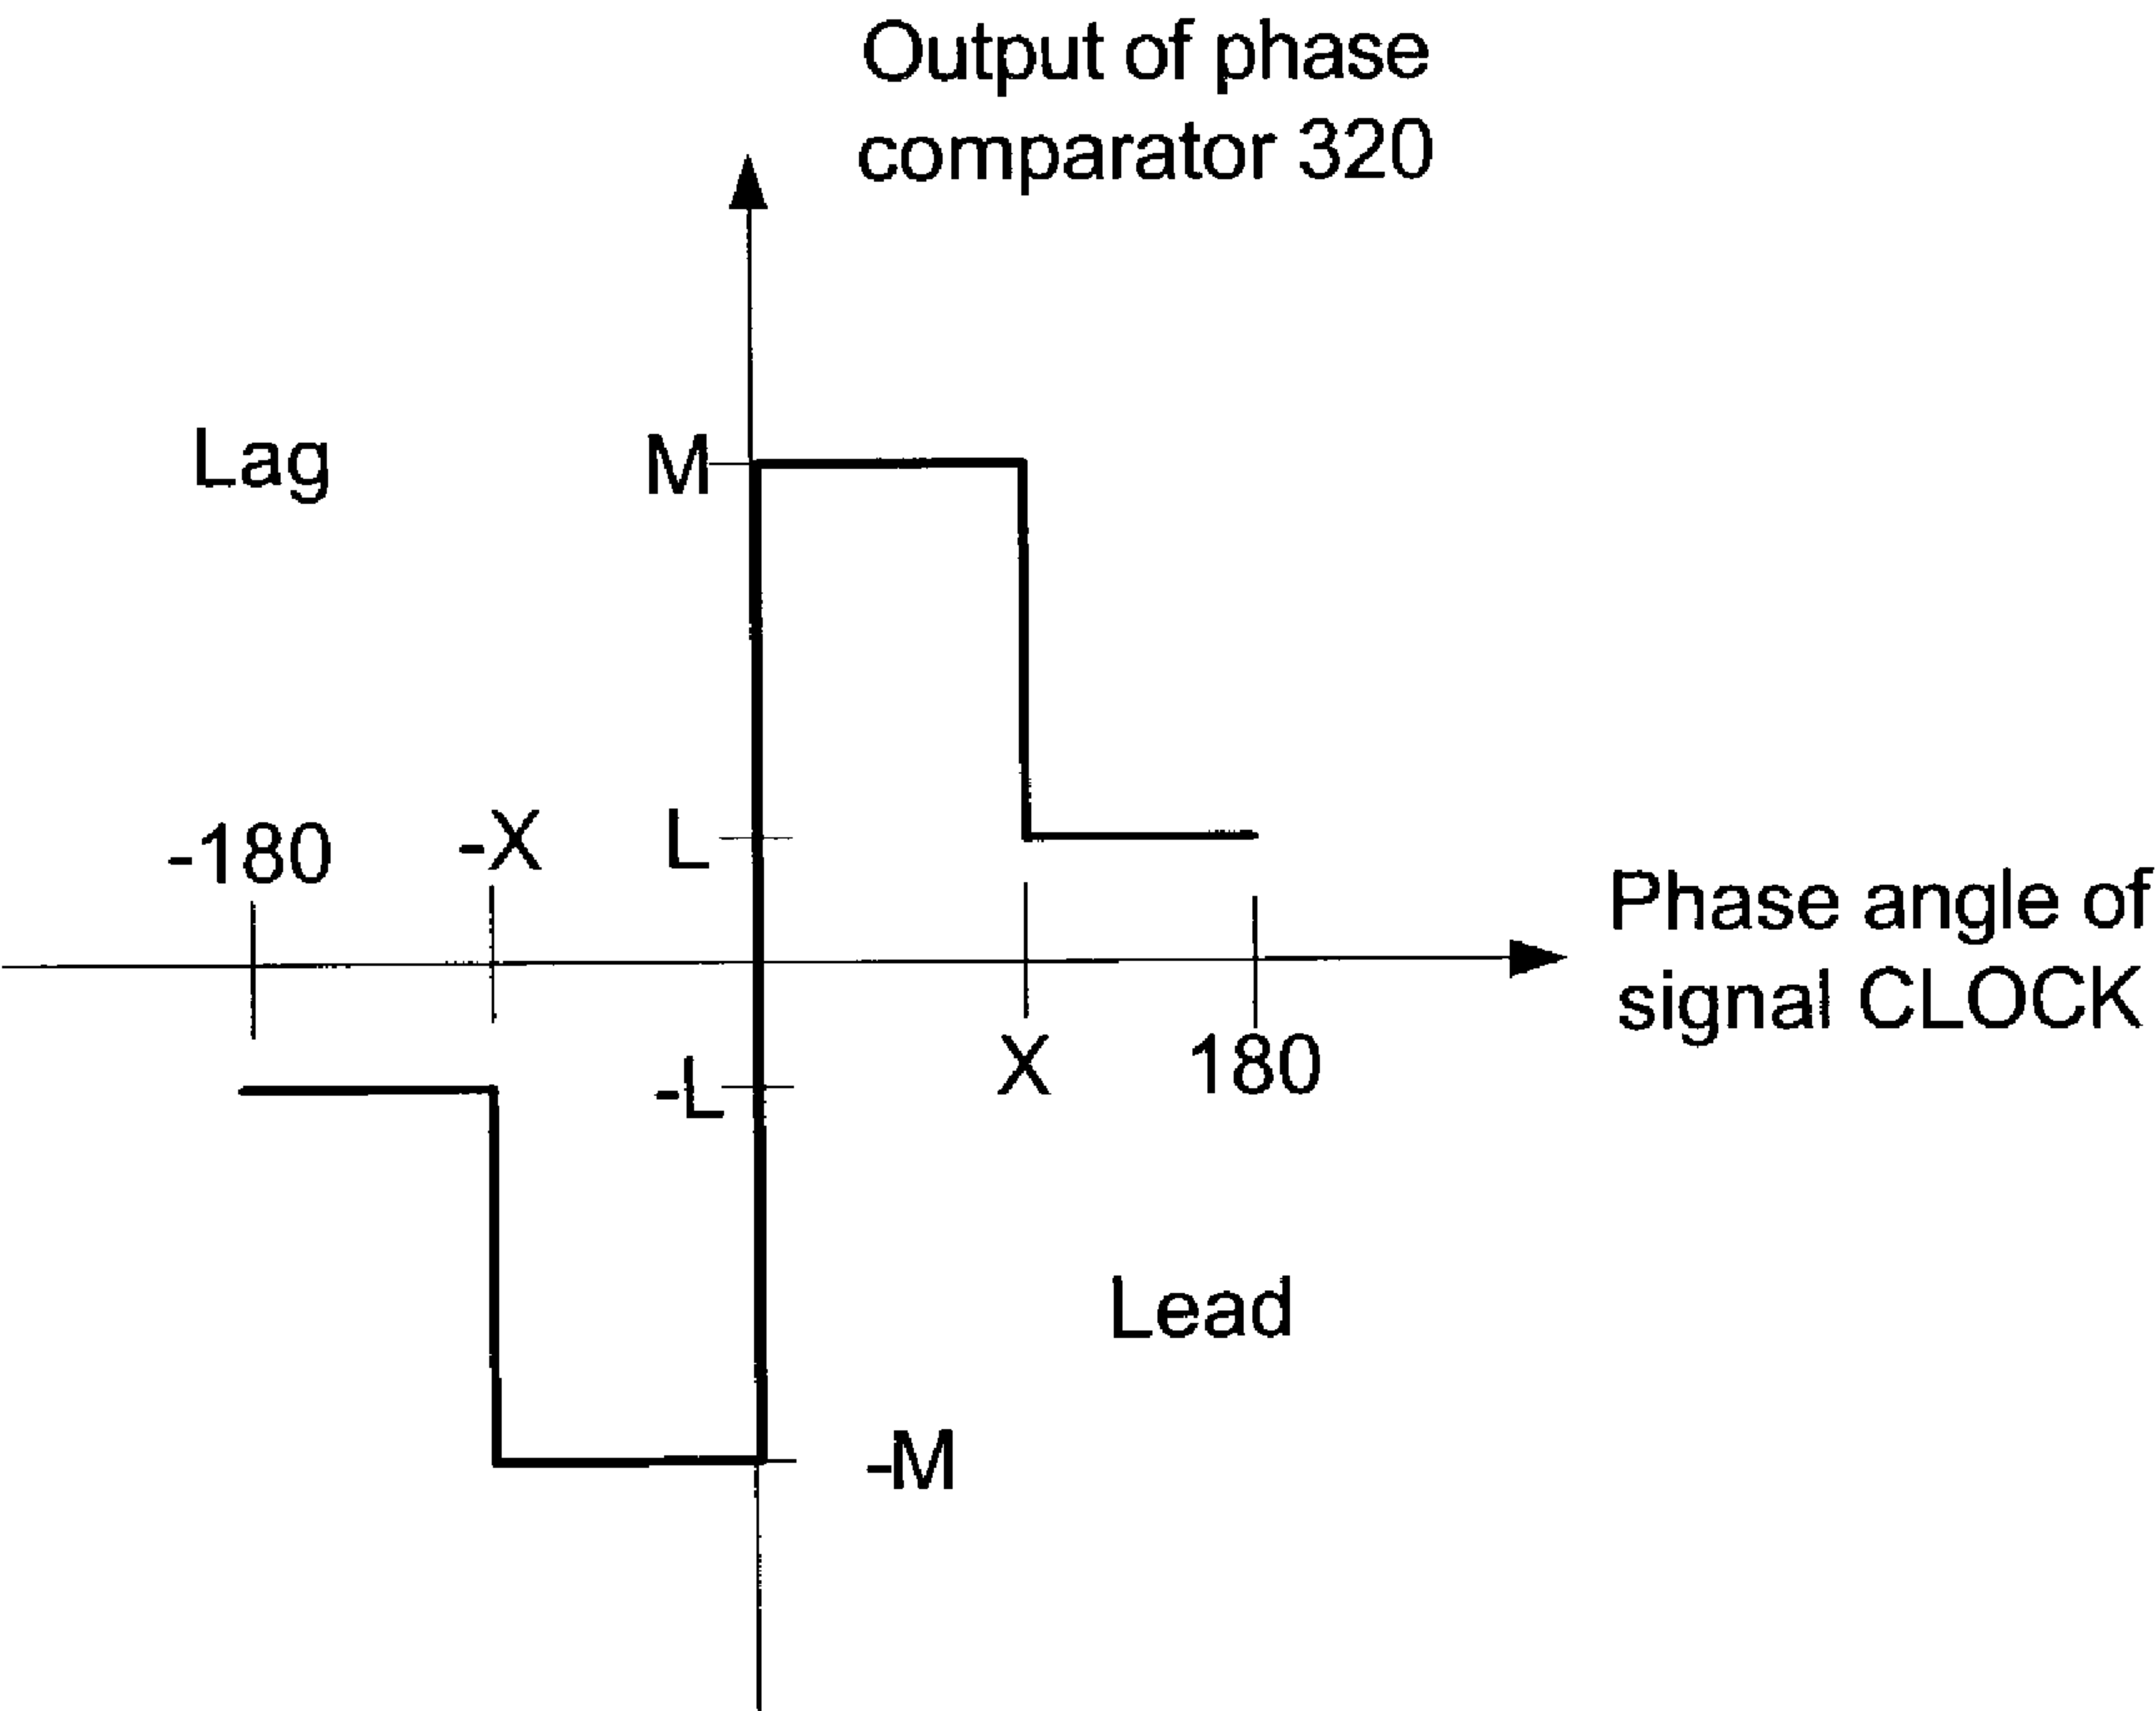 Output of phase
comparator 320
Lag
M
-180
-X
L
Phase angle of
signal CLOCK
-L
X
180
Lead
-M